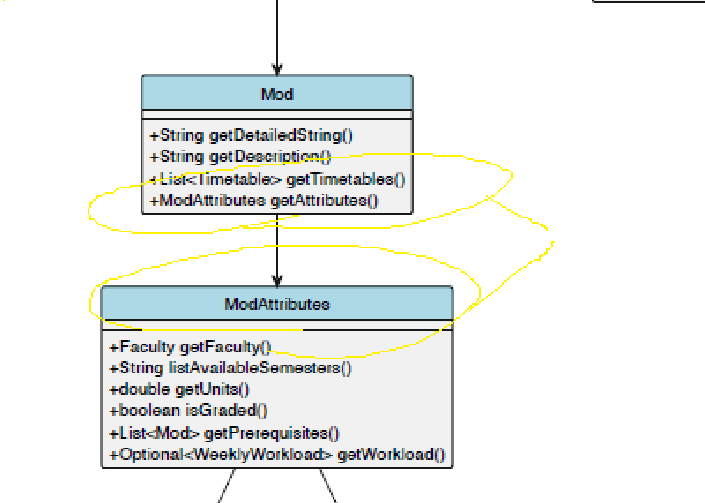 Mod
+String getDetailedString()
+String getDescription()
+List<Timetable> getTimetables()
+ModAttributes getAttributes()
ModAttributes
+Faculty getFaculty()
+String listAvailableSemesters()
+double getUnits()
+boolean isGraded()
+List<Mod> getPrerequisites()
+Optional<WeeklyWorkload> getWorkload()